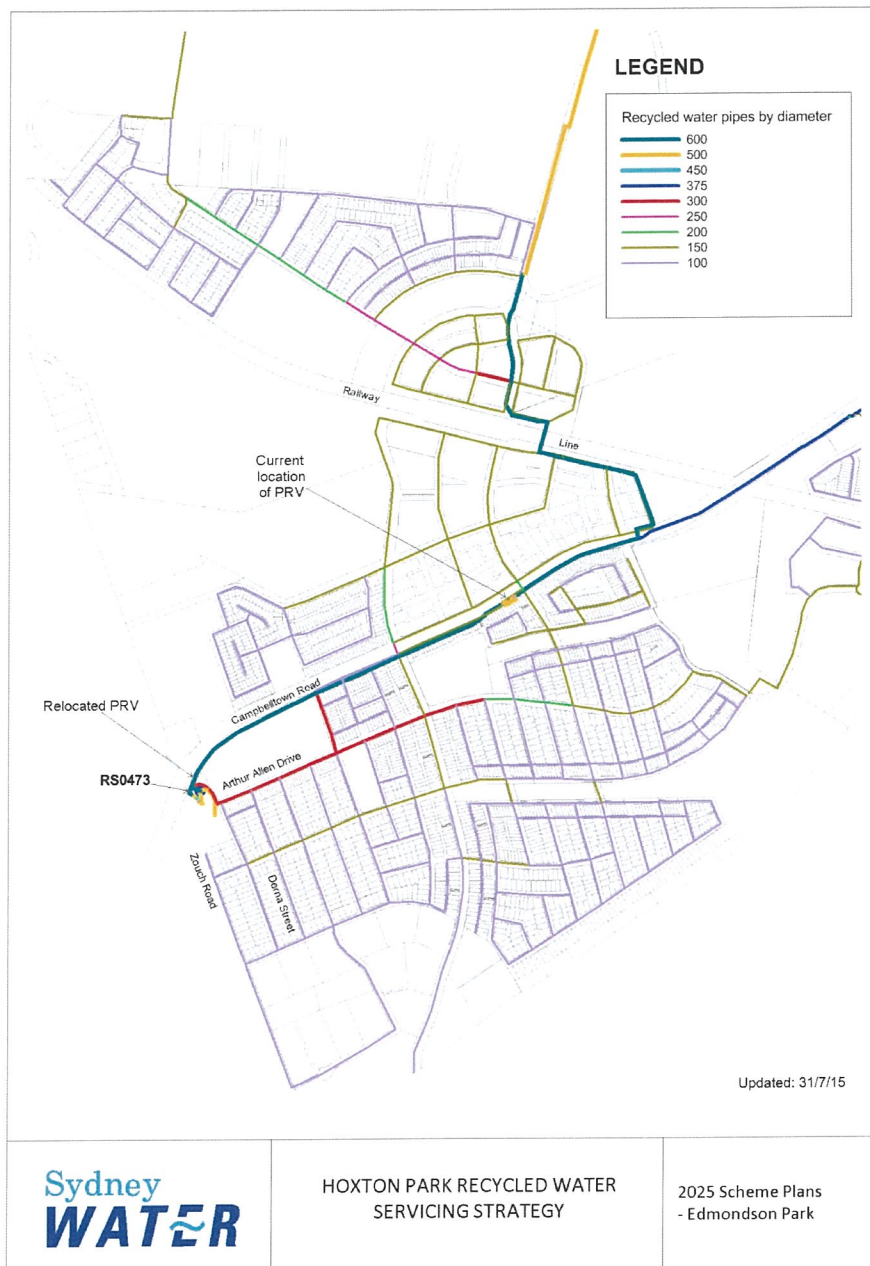 LEGEND
Recycled water pipes by diameter
600
500
450
375
300
250
200
150
100
Railway
Line
Current
location
of PRV
Campbelltown Road
Relocated PRV
RS0473
Arthur Allen Drive
Zouch Road
Dorna Street
Updated: 31/7/15
Sydney
WATER
HOXTON PARK RECYCLED WATER
SERVICING STRATEGY
2025 Scheme Plans
- Edmondson Park